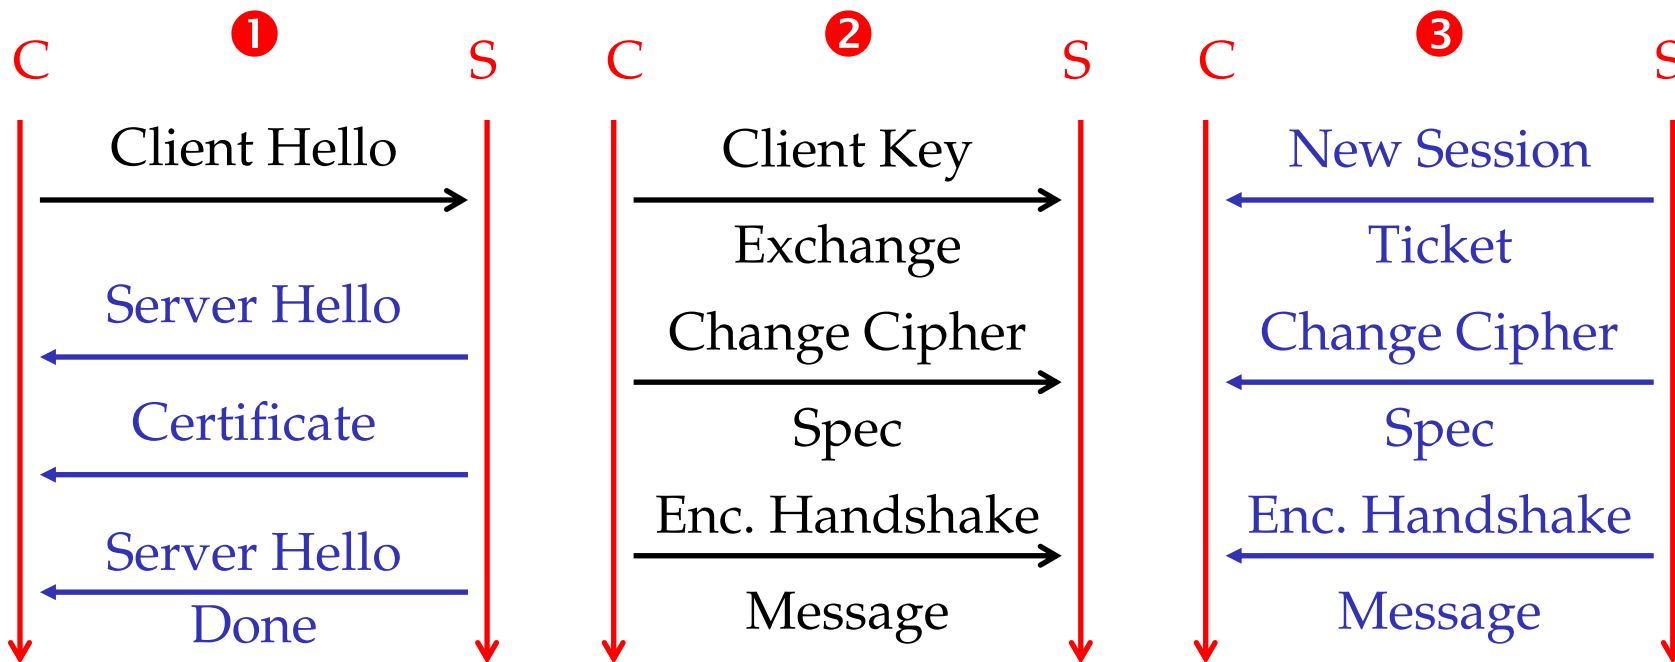 ❶
C S
Client Hello
Server Hello
Certificate
Server Hello
Done
❷
C S
Client Key
Exchange
Change Cipher
Spec
Enc. Handshake
Message
❸
C S
New Session
Ticket
Change Cipher
Spec
Enc. Handshake
Message